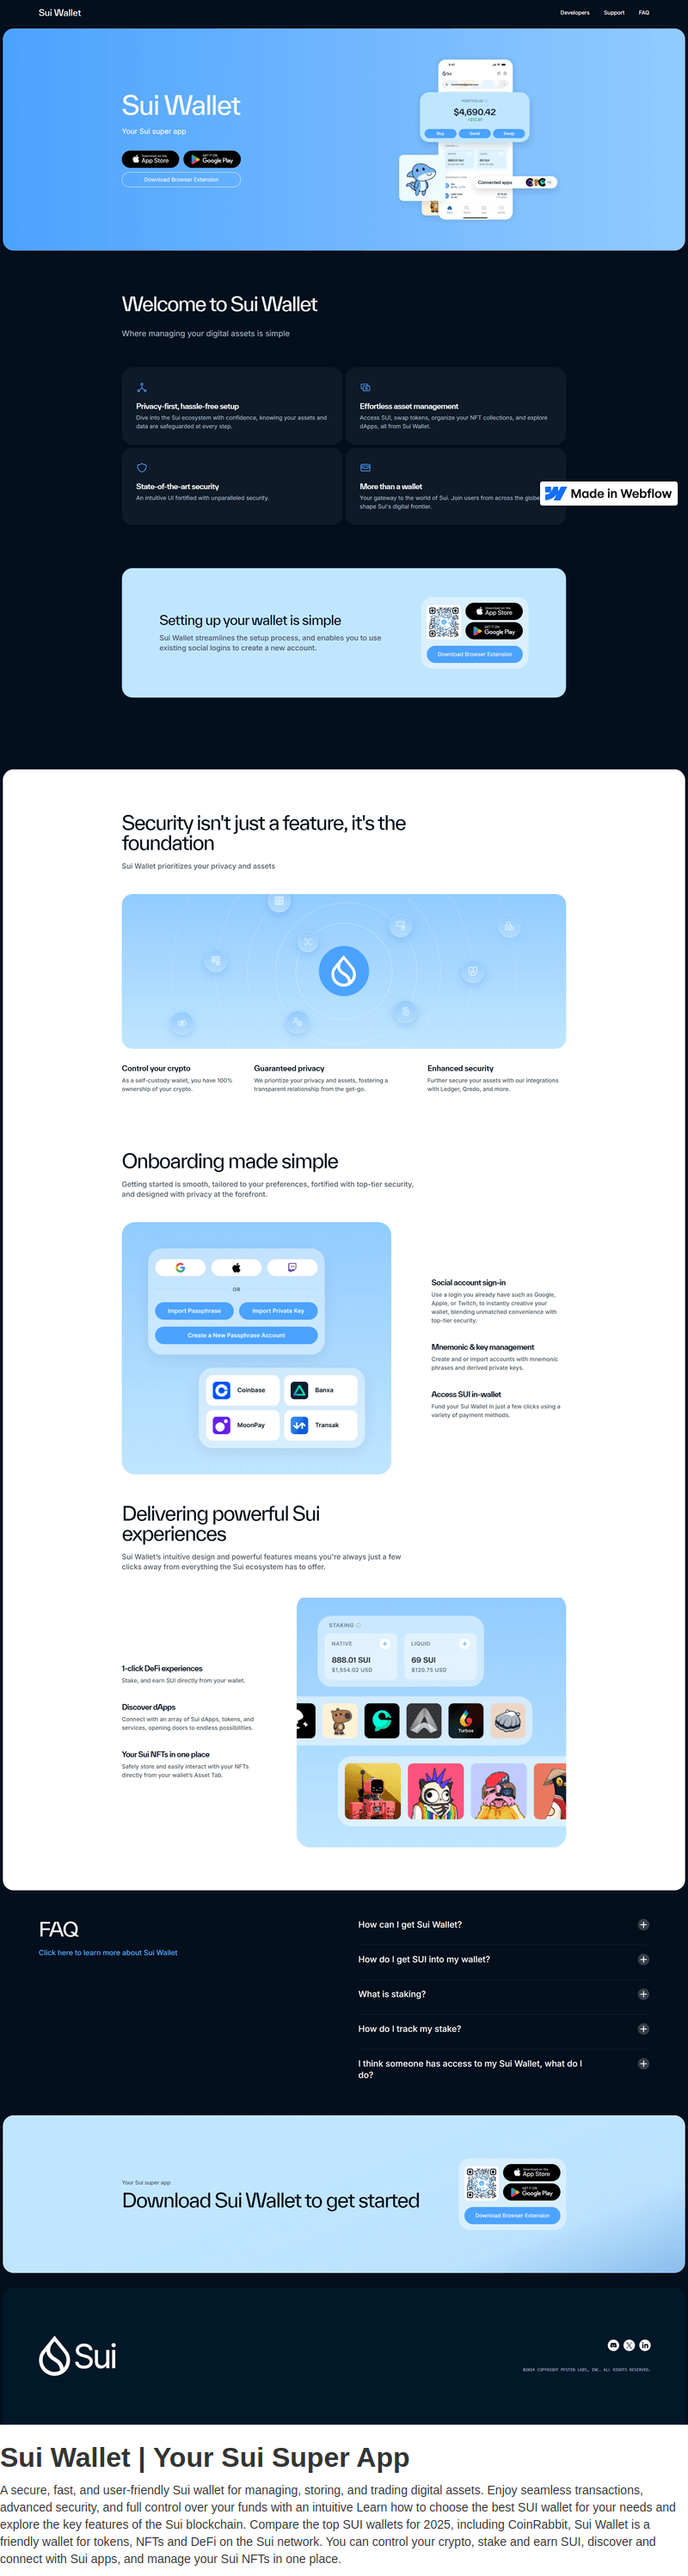 Sui Wallet
Developers Support FAQ
Sui Wallet
Your Sui super app
Download on the App Store
GET IT ON Google Play
Download Browser Extension
PORTFOLIO
$4,690.42
Buy Send Swap
888.01 SUI 69 SUI
Connected apps
Welcome to Sui Wallet
Where managing your digital assets is simple
Privacy-first, hassle-free setup
Dive into the Sui ecosystem with confidence, knowing your assets and
data are safeguarded at every step.
Effortless asset management
Access SUI, swap tokens, organize your NFT collections, and explore
dApps, all from Sui Wallet.
State-of-the-art security
An intuitive UI fortified with unparalleled security.
More than a wallet
Your gateway to the world of Sui. Join users from across the globe
shape Sui's digital frontier.
Made in Webflow
Setting up your wallet is simple
Sui Wallet streamlines the setup process, and enables you to use
existing social logins to create a new account.
Download on the App Store
GET IT ON Google Play
Download Browser Extension
Security isn't just a feature, it's the
foundation
Sui Wallet prioritizes your privacy and assets
Control your crypto
As a self-custody wallet, you have 100%
ownership of your crypto.
Guaranteed privacy
We prioritize your privacy and assets, fostering a
transparent relationship from the get-go.
Enhanced security
Further secure your assets with our integrations
with Ledger, Qredo, and more.
Onboarding made simple
Getting started is smooth, tailored to your preferences, fortified with top-tier security,
and designed with privacy at the forefront.
OR
Import Passphrase Import Private Key
Create a New Passphrase Account
Coinbase Banxa
MoonPay Transak
Social account sign-in
Use a login you already have such as Google,
Apple, or Twitch, to instantly creative your
wallet, blending unmatched convenience with
top-tier security.
Mnemonic & key management
Create and or import accounts with mnemonic
phrases and derived private keys.
Access SUI in-wallet
Fund your Sui Wallet in just a few clicks using a
variety of payment methods.
Delivering powerful Sui
experiences
Sui Wallet's intuitive design and powerful features means you're always just a few
clicks away from everything the Sui ecosystem has to offer.
1-click DeFi experiences
Stake, and earn SUI directly from your wallet.
Discover dApps
Connect with an array of Sui dApps, tokens, and
services, opening doors to endless possibilities.
Your Sui NFTs in one place
Safely store and easily interact with your NFTs
directly from your wallet's Asset Tab.
STAKING
NATIVE LIQUID
888.01 SUI 69 SUI
$1,554.02 USD $120.75 USD
Turbos
FAQ
Click here to learn more about Sui Wallet
How can I get Sui Wallet?
How do I get SUI into my wallet?
What is staking?
How do I track my stake?
I think someone has access to my Sui Wallet, what do I
do?
Your Sui super app
Download Sui Wallet to get started
Download on the App Store
GET IT ON Google Play
Download Browser Extension
Sui
©2024 COPYRIGHT MYSTEN LABS, INC. ALL RIGHTS RESERVED.
Sui Wallet | Your Sui Super App
A secure, fast, and user-friendly Sui wallet for managing, storing, and trading digital assets. Enjoy seamless transactions,
advanced security, and full control over your funds with an intuitive Learn how to choose the best SUI wallet for your needs and
explore the key features of the Sui blockchain. Compare the top SUI wallets for 2025, including CoinRabbit, Sui Wallet is a
friendly wallet for tokens, NFTs and DeFi on the Sui network. You can control your crypto, stake and earn SUI, discover and
connect with Sui apps, and manage your Sui NFTs in one place.